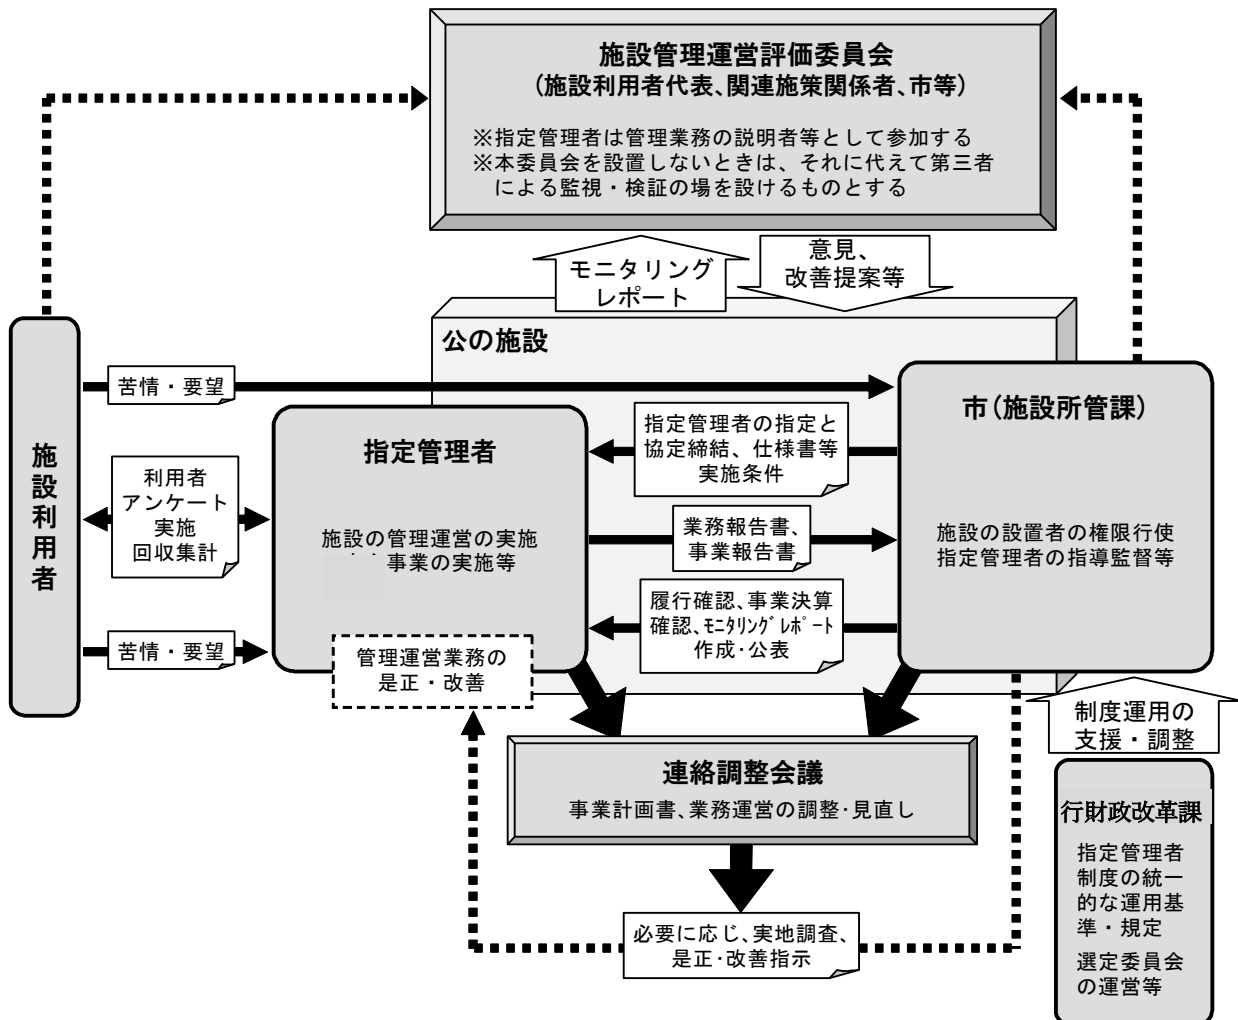 施設管理運営評価委員会
(施設利用者代表、関連施策関係者、市等)
※指定管理者は管理業務の説明者等として参加する
※本委員会を設置しないときは、それに代えて第三者
による監視・検証の場を設けるものとする
モニタリング
レポート
意見、
改善提案等
公の施設
苦情・要望
市(施設所管課)
施設の設置者の権限行使
指定管理者の指導監督等
指定管理者の指定と
協定締結、仕様書等
実施条件
指定管理者
施設の管理運営の実施
事業の実施等
施設利用者
利用者
アンケート
実施
回収集計
業務報告書、
事業報告書
履行確認、事業決算
確認、ﾓﾆﾀﾘﾝｸﾞﾚﾎﾟｰﾄ
作成・公表
苦情・要望
管理運営業務の
是正・改善
制度運用の
支援・調整
連絡調整会議
事業計画書、業務運営の調整・見直し
行財政改革課
指定管理者
制度の統一
的な運用基
準・規定
選定委員会
の運営等
必要に応じ、実地調査、
是正・改善指示